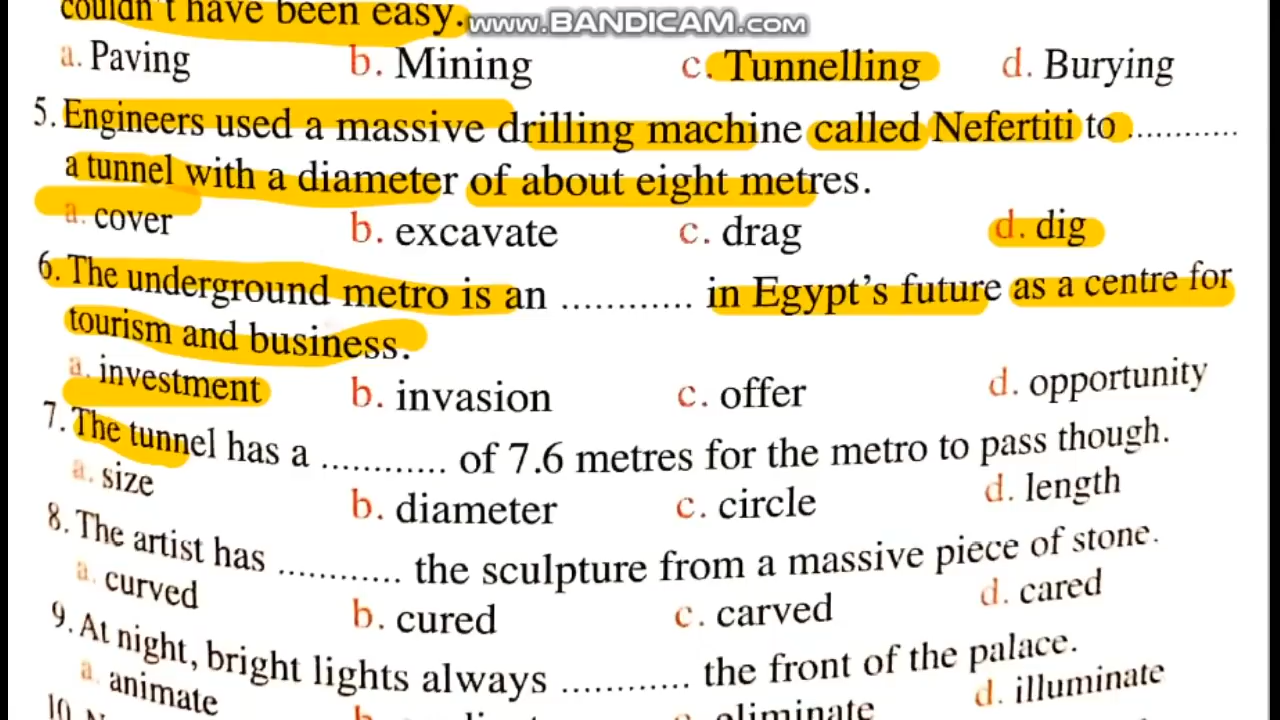 couldn't have been easy. www.BANDICAM.com
a. Paving b. Mining c. Tunnelling d. Burying
5. Engineers used a massive drilling machine called Nefertiti to ............
a tunnel with a diameter of about eight metres.
a. cover b. excavate c. drag d. dig
6. The underground metro is an ............ in Egypt's future as a centre for
tourism and business.
a. investment b. invasion c. offer d. opportunity
7. The tunnel has a ............ of 7.6 metres for the metro to pass though.
a. size b. diameter c. circle d. length
8. The artist has ............ the sculpture from a massive piece of stone.
a. curved b. cured c. carved d. cared
9. At night, bright lights always ............ the front of the palace.
a. animate b. c. eliminate d. illuminate
10.